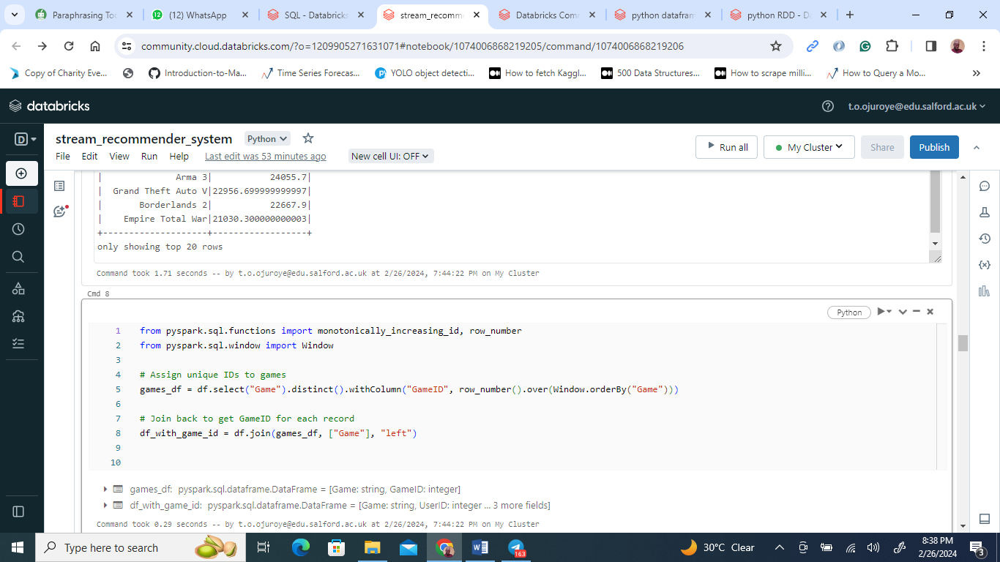 Paraphrasing Too
(12) WhatsApp
SQL - Databricks
stream_recomme
Databricks Com
python datafram
python RDD - Da
community.cloud.databricks.com/?o=1209905271631071#notebook/1074006868219205/command/1074006868219206
Copy of Charity Eve...
Introduction-to-Ma...
Time Series Forecas...
YOLO object detecti...
How to fetch Kaggl...
500 Data Structures...
How to scrape milli...
How to Query a Mo...
databricks
t.o.ojuroye@edu.salford.ac.uk
D
stream_recommender_system
Python
Run all
My Cluster
Share
Publish
File Edit View Run Help Last edit was 53 minutes ago New cell UI: OFF
| Arma 3| 24055.7|
| Grand Theft Auto V|22956.699999999997|
| Borderlands 2| 22667.9|
| Empire Total War|21030.300000000003|
+-------------------+------------------+
only showing top 20 rows
Command took 1.71 seconds -- by t.o.ojuroye@edu.salford.ac.uk at 2/26/2024, 7:44:22 PM on My Cluster
Cmd 8
Python
1 from pyspark.sql.functions import monotonically_increasing_id, row_number
2 from pyspark.sql.window import Window
3
4 # Assign unique IDs to games
5 games_df = df.select("Game").distinct().withColumn("GameID", row_number().over(Window.orderBy("Game")))
6
7 # Join back to get GameID for each record
8 df_with_game_id = df.join(games_df, ["Game"], "left")
9
10
games_df: pyspark.sql.dataframe.DataFrame = [Game: string, GameID: integer]
df_with_game_id: pyspark.sql.dataframe.DataFrame = [Game: string, UserID: integer ... 3 more fields]
Command took 0.29 seconds -- by t.o.ojuroye@edu.salford.ac.uk at 2/26/2024, 7:44:22 PM on My Cluster
Type here to search
163
30°C Clear
8:38 PM
2/26/2024
3